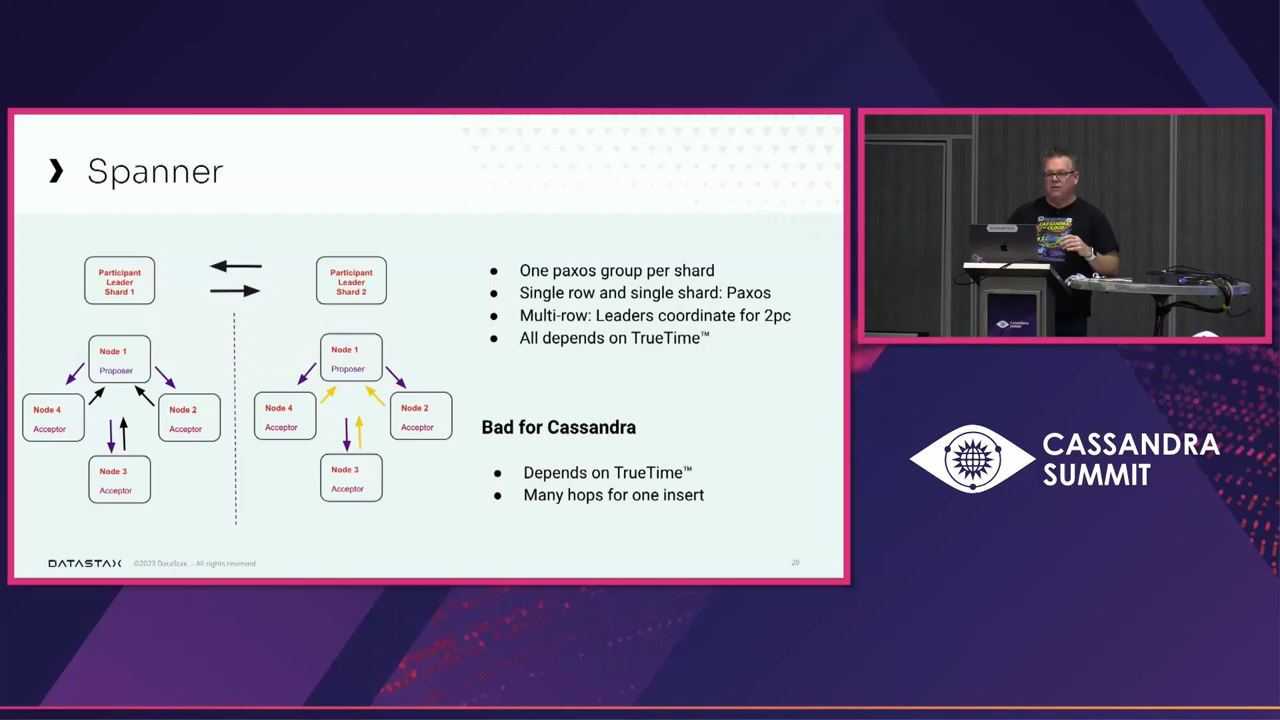 Spanner
Participant
Leader
Shard 1
Participant
Leader
Shard 2
Node 1
Proposer
Node 4
Acceptor
Node 2
Acceptor
Node 3
Acceptor
Node 1
Proposer
Node 4
Acceptor
Node 2
Acceptor
Node 3
Acceptor
● One paxos group per shard
● Single row and single shard: Paxos
● Multi-row: Leaders coordinate for 2pc
● All depends on TrueTime™
Bad for Cassandra
● Depends on TrueTime™
● Many hops for one insert
DATASTAX ©2023 DataStax. – All rights reserved
20
DATASTAX
CASSANDRA
CASSANDRA
SUMMIT